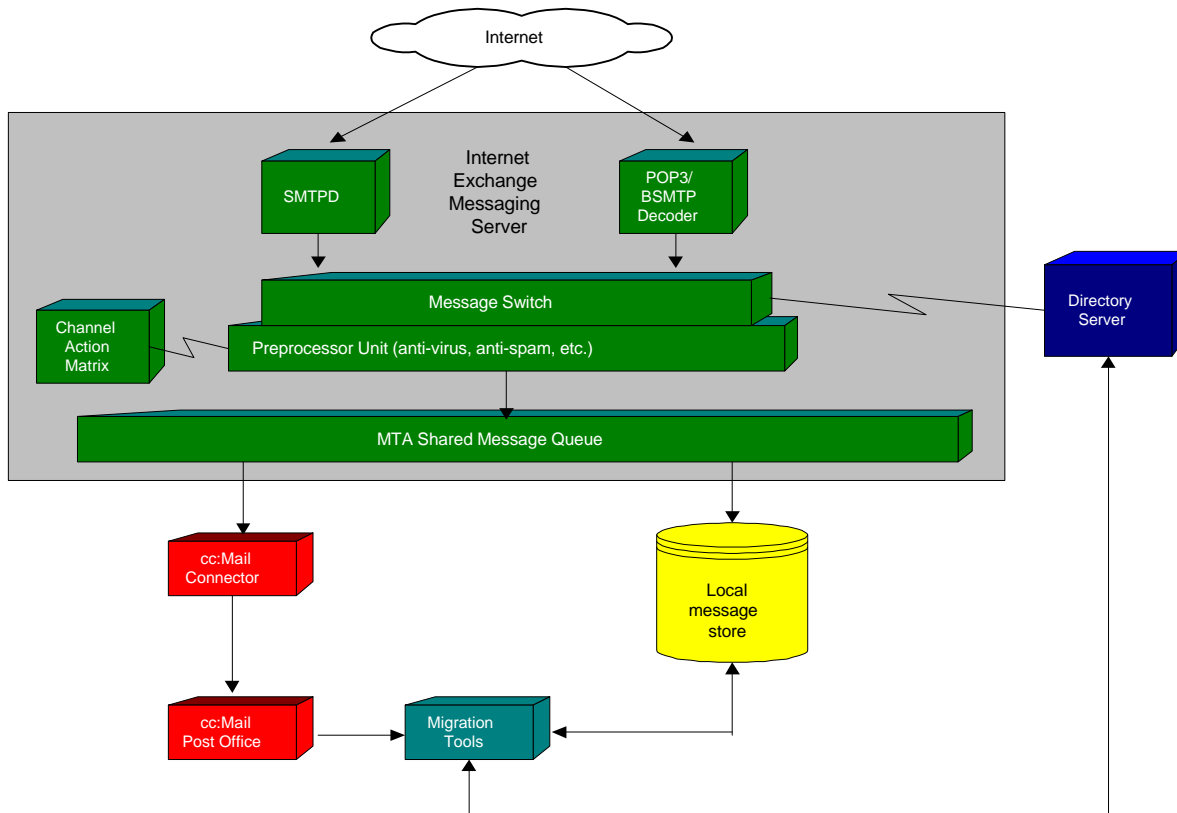 Internet
Internet
Exchange
Messaging
Server
SMTPD
POP3/
BSMTP
Decoder
Message Switch
Directory
Server
Channel
Action
Matrix
Preprocessor Unit (anti-virus, anti-spam, etc.)
MTA Shared Message Queue
cc:Mail
Connector
Local
message
store
cc:Mail
Post Office
Migration
Tools